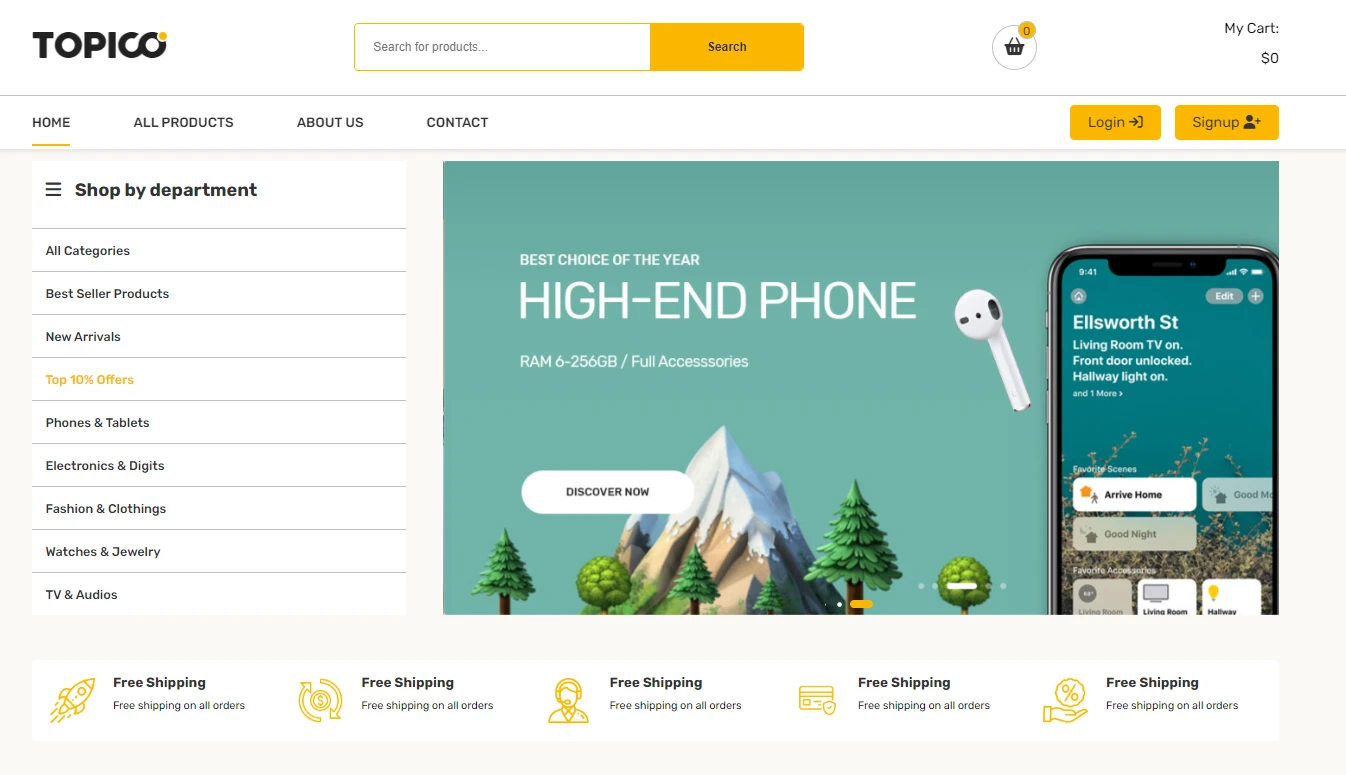 TOPICO
Search for products...
Search
0
My Cart:
$0
HOME
ALL PRODUCTS
ABOUT US
CONTACT
Login
Signup
Shop by department
All Categories
Best Seller Products
New Arrivals
Top 10% Offers
Phones & Tablets
Electronics & Digits
Fashion & Clothings
Watches & Jewelry
TV & Audios
BEST CHOICE OF THE YEAR
HIGH-END PHONE
RAM 6-256GB / Full Accesssories
DISCOVER NOW
9:41
Edit
Ellsworth St
Living Room TV on.
Front door unlocked.
Hallway light on.
and 1 More >
Favorite Scenes
Arrive Home
Good Mo
Good Night
Favorite Accessories
Living Room
Living Room
Hallway
Free Shipping
Free shipping on all orders
Free Shipping
Free shipping on all orders
Free Shipping
Free shipping on all orders
Free Shipping
Free shipping on all orders
Free Shipping
Free shipping on all orders